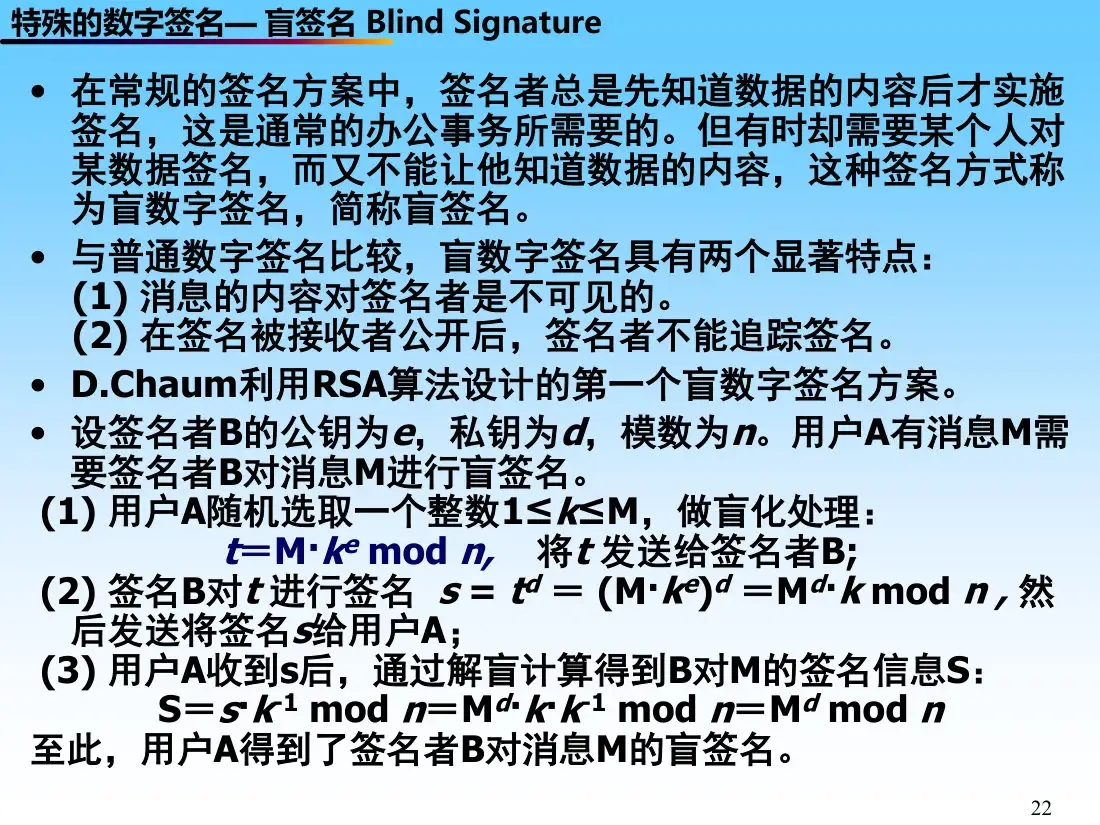 特殊的数字签名— 盲签名 Blind Signature
• 在常规的签名方案中，签名者总是先知道数据的内容后才实施
签名，这是通常的办公事务所需要的。但有时却需要某个人对
某数据签名，而又不能让他知道数据的内容，这种签名方式称
为盲数字签名，简称盲签名。
• 与普通数字签名比较，盲数字签名具有两个显著特点：
(1) 消息的内容对签名者是不可见的。
(2) 在签名被接收者公开后，签名者不能追踪签名。
• D.Chaum利用RSA算法设计的第一个盲数字签名方案。
• 设签名者B的公钥为e，私钥为d，模数为n。用户A有消息M需
要签名者B对消息M进行盲签名。
(1) 用户A随机选取一个整数1≤k≤M，做盲化处理：
t＝M·kᵉ mod n, 将t 发送给签名者B;
(2) 签名B对t 进行签名 s = tᵈ ＝ (M·kᵉ)ᵈ ＝Mᵈ·k mod n , 然
后发送将签名s给用户A；
(3) 用户A收到s后，通过解盲计算得到B对M的签名信息S：
S＝s·k⁻¹ mod n＝Mᵈ·k·k⁻¹ mod n＝Mᵈ mod n
至此，用户A得到了签名者B对消息M的盲签名。
22